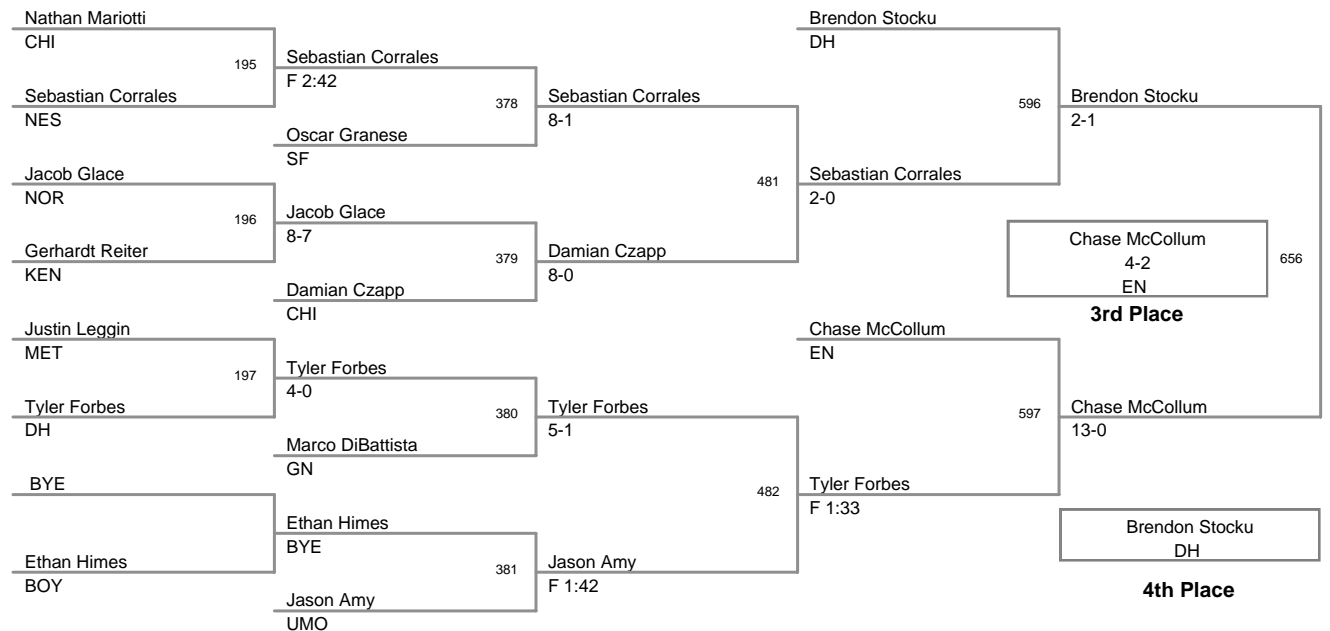 Nathan Mariotti
CHI
195
Sebastian Corrales
NES
Jacob Glace
NOR
196
Gerhardt Reiter
KEN
Justin Leggin
MET
197
Tyler Forbes
DH
BYE
Ethan Himes
BOY
Sebastian Corrales
F 2:42
378
Oscar Granese
SF
Jacob Glace
8-7
379
Damian Czapp
CHI
Tyler Forbes
4-0
380
Marco DiBattista
GN
Ethan Himes
BYE
381
Jason Amy
UMO
Sebastian Corrales
8-1
481
Damian Czapp
8-0
Tyler Forbes
5-1
482
Jason Amy
F 1:42
Brendon Stocku
DH
596
Sebastian Corrales
2-0
Chase McCollum
EN
597
Tyler Forbes
F 1:33
Brendon Stocku
2-1
656
Chase McCollum
13-0
Chase McCollum
4-2
EN
3rd Place
Brendon Stocku
DH
4th Place